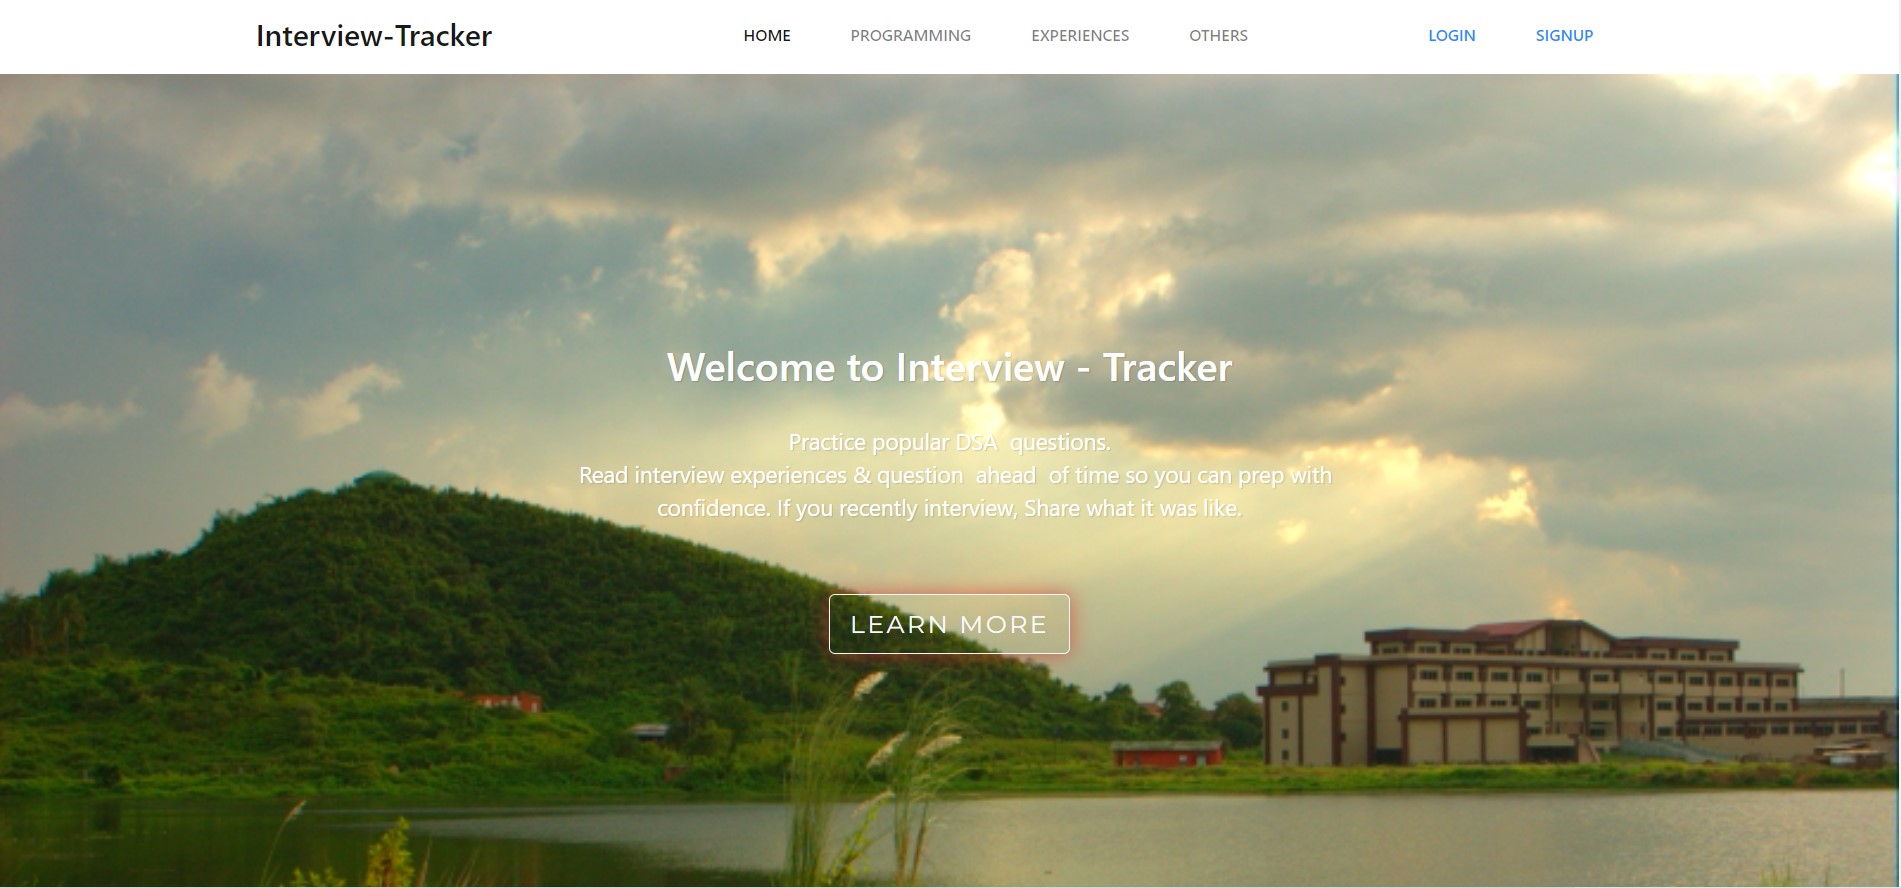 Interview-Tracker
HOME PROGRAMMING EXPERIENCES OTHERS LOGIN SIGNUP
Welcome to Interview - Tracker
Practice popular DSA questions.
Read interview experiences & question ahead of time so you can prep with
confidence. If you recently interview, Share what it was like.
LEARN MORE